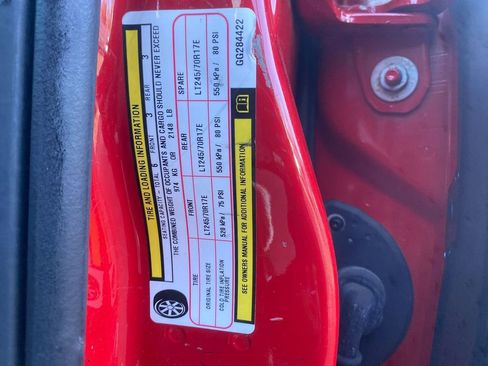 TIRE AND LOADING INFORMATION
SEATING CAPACITY - TOTAL 6 FRONT 3 REAR 3
THE COMBINED WEIGHT OF OCCUPANTS AND CARGO SHOULD NEVER EXCEED
974 KG OR 2148 LB
TIRE FRONT REAR SPARE
ORIGINAL TIRE SIZE LT245/70R17E LT245/70R17E LT245/70R17E
COLD TIRE INFLATION PRESSURE 520 kPa / 75 PSI 550 kPa / 80 PSI 550 kPa / 80 PSI
SEE OWNERS MANUAL FOR ADDITIONAL INFORMATION
GG284422